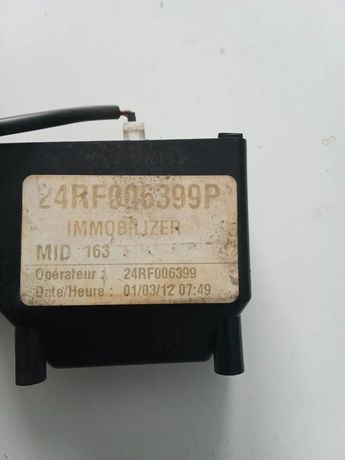 24RF006399P
IMMOBILIZER
MID 163
Opérateur : 24RF006399
Date/Heure : 01/03/12 07:49